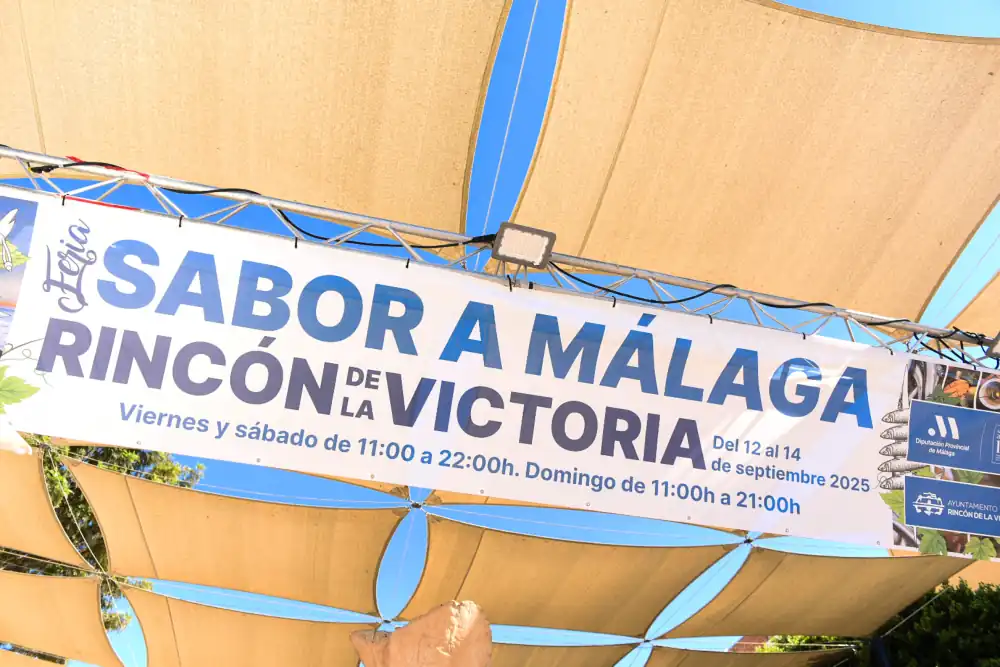 Feria
SABOR A MÁLAGA
RINCÓN DE LA VICTORIA
Del 12 al 14
de septiembre 2025
Viernes y sábado de 11:00 a 22:00h. Domingo de 11:00h a 21:00h
Diputación Provincial
de Málaga
AYUNTAMIENTO
RINCÓN DE LA